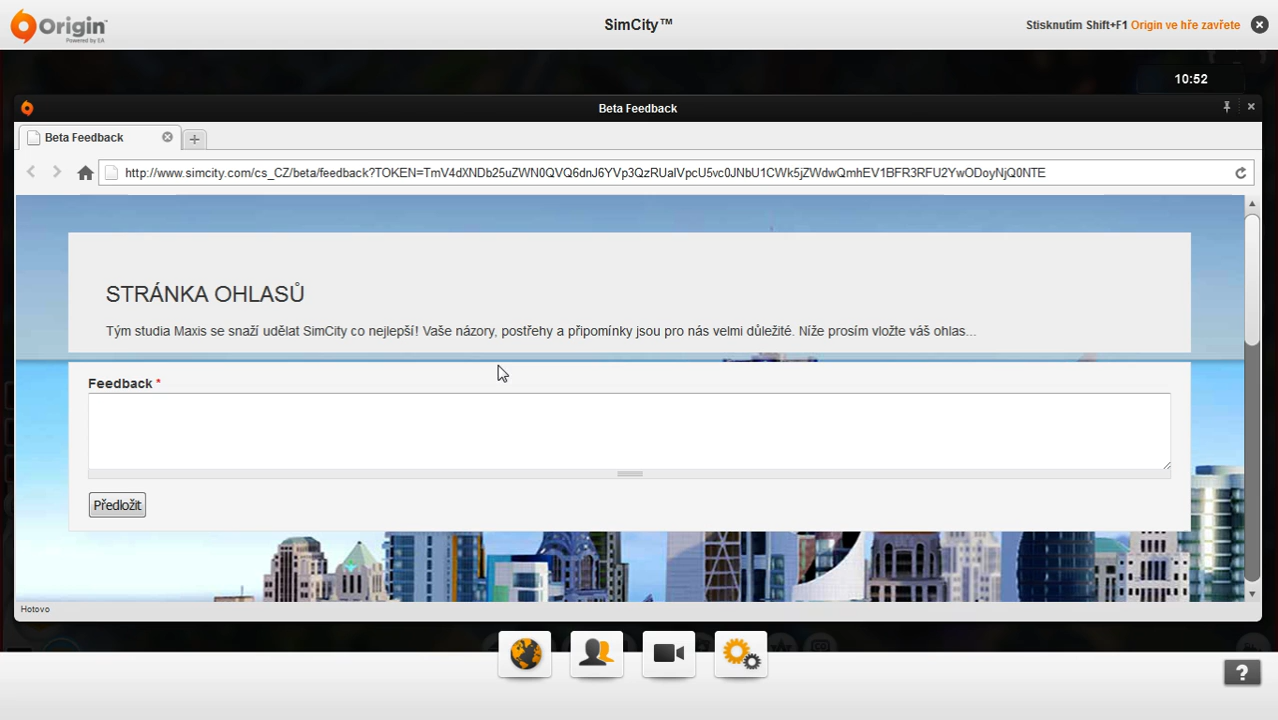 Origin
Powered by EA
SimCity™
Stisknutím Shift+F1 Origin ve hře zavřete
10:52
Beta Feedback
Beta Feedback
http://www.simcity.com/cs_CZ/beta/feedback?TOKEN=TmV4dXNDb25uZWN0QVQ6dnJ6YVp3QzRUalVpcU5vc0JNbU1CWk5jZWdwQmhEV1BFR3RFU2YwODoyNjQ0NTE
STRÁNKA OHLASŮ
Tým studia Maxis se snaží udělat SimCity co nejlepší! Vaše názory, postřehy a připomínky jsou pro nás velmi důležité. Níže prosím vložte váš ohlas...
Feedback *
Předložit
Hotovo
?